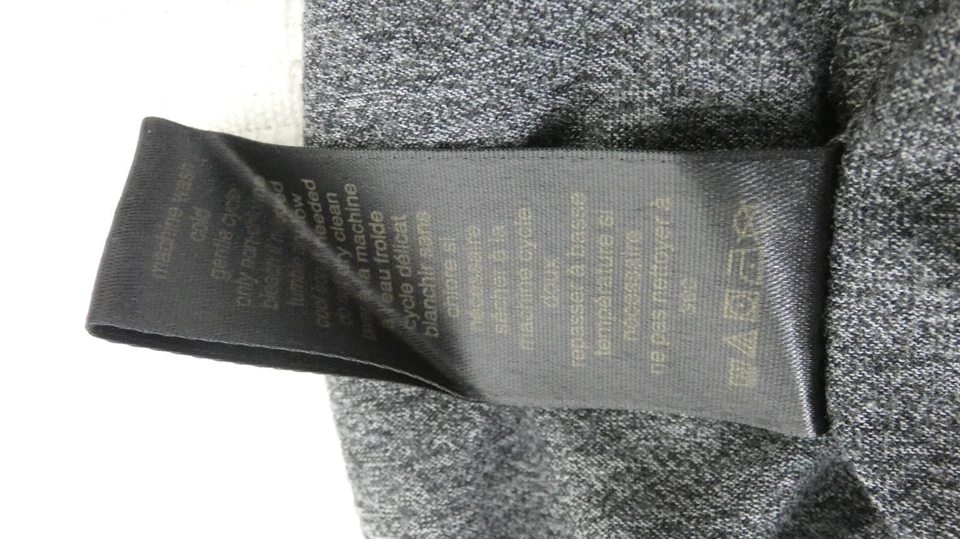 machine wash
cold
gentle cycle
only non-chlorine
bleach if needed
tumble dry low
cool iron if needed
do not dry clean
laver à la machine
à l'eau froide
cycle délicat
blanchir sans
chlore si
nécessaire
sécher à la
machine cycle
doux
repasser à basse
température si
nécessaire
ne pas nettoyer à
sec